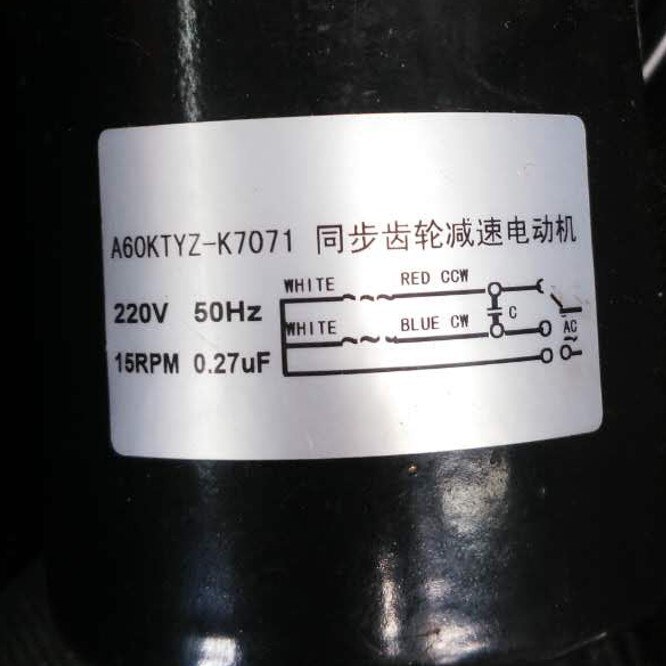 A60KTYZ-K7071 同步齿轮减速电动机
WHITE RED CCW
220V 50Hz
C
WHITE BLUE CW
AC
~
15RPM 0.27uF